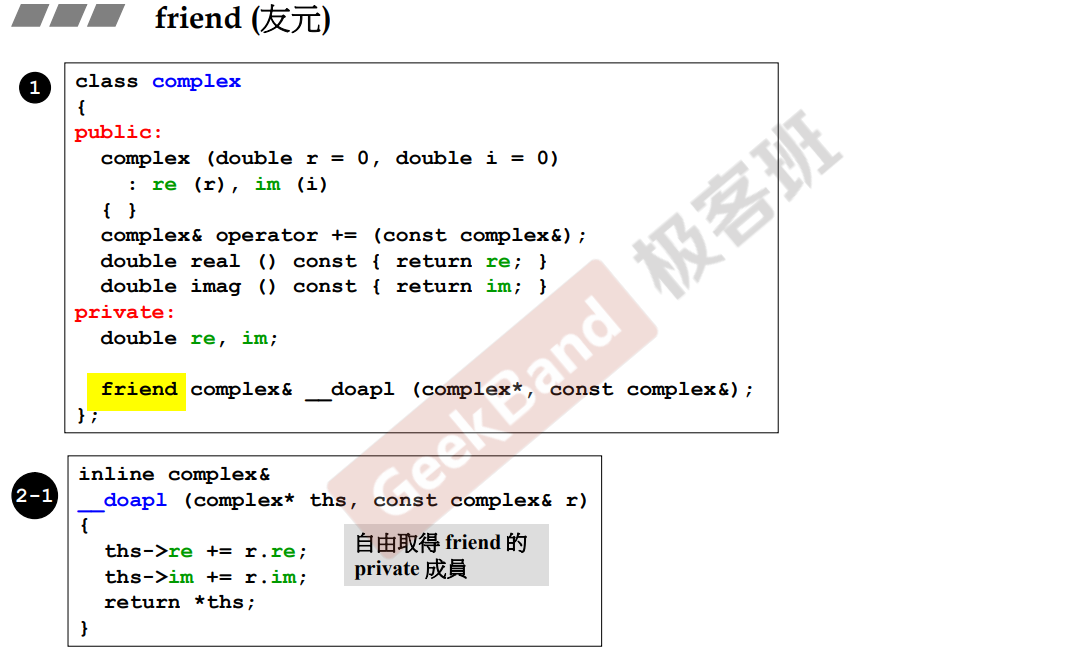 friend (友元)
1
class complex
{
public:
  complex (double r = 0, double i = 0)
    : re (r), im (i)
  { }
  complex& operator += (const complex&);
  double real () const { return re; }
  double imag () const { return im; }
private:
  double re, im;
  friend complex& __doapl (complex*, const complex&);
};
2-1
inline complex&
__doapl (complex* ths, const complex& r)
{
  ths->re += r.re;
  ths->im += r.im;
  return *ths;
}
自由取得 friend 的
private 成員
GeekBand 极客班